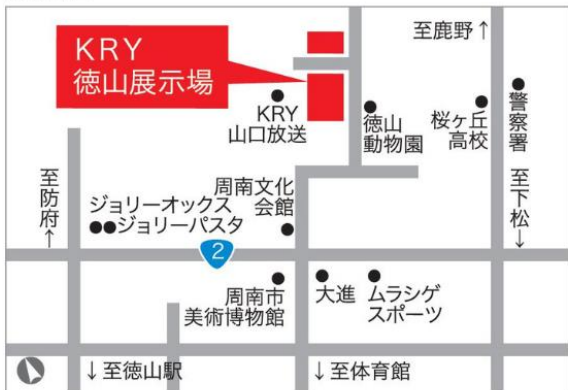 KRY
徳山展示場
至鹿野↑
KRY
山口放送
徳山
動物園
桜ヶ丘
高校
警察署
至下松↓
至防府↑
周南文化
会館
ジョリーオックス
ジョリーパスタ
2
周南市
美術博物館
大進
ムラシゲ
スポーツ
↓至徳山駅
↓至体育館